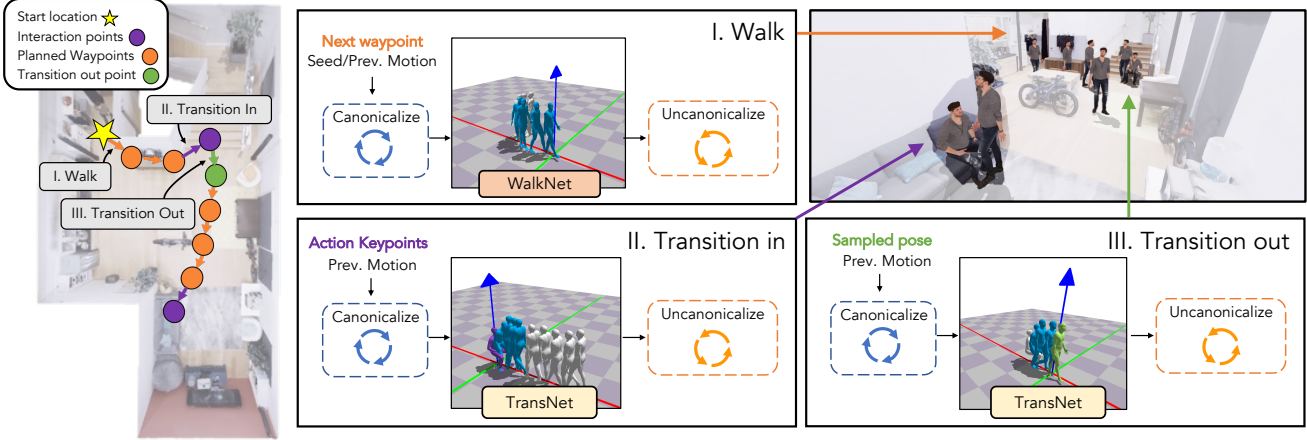 Start location
Interaction points
Planned Waypoints
Transition out point
II. Transition In
I. Walk
III. Transition Out
I. Walk
Next waypoint
Seed/Prev. Motion
Canonicalize
WalkNet
Uncanonicalize
II. Transition in
Action Keypoints
Prev. Motion
Canonicalize
TransNet
Uncanonicalize
III. Transition out
Sampled pose
Prev. Motion
Canonicalize
TransNet
Uncanonicalize